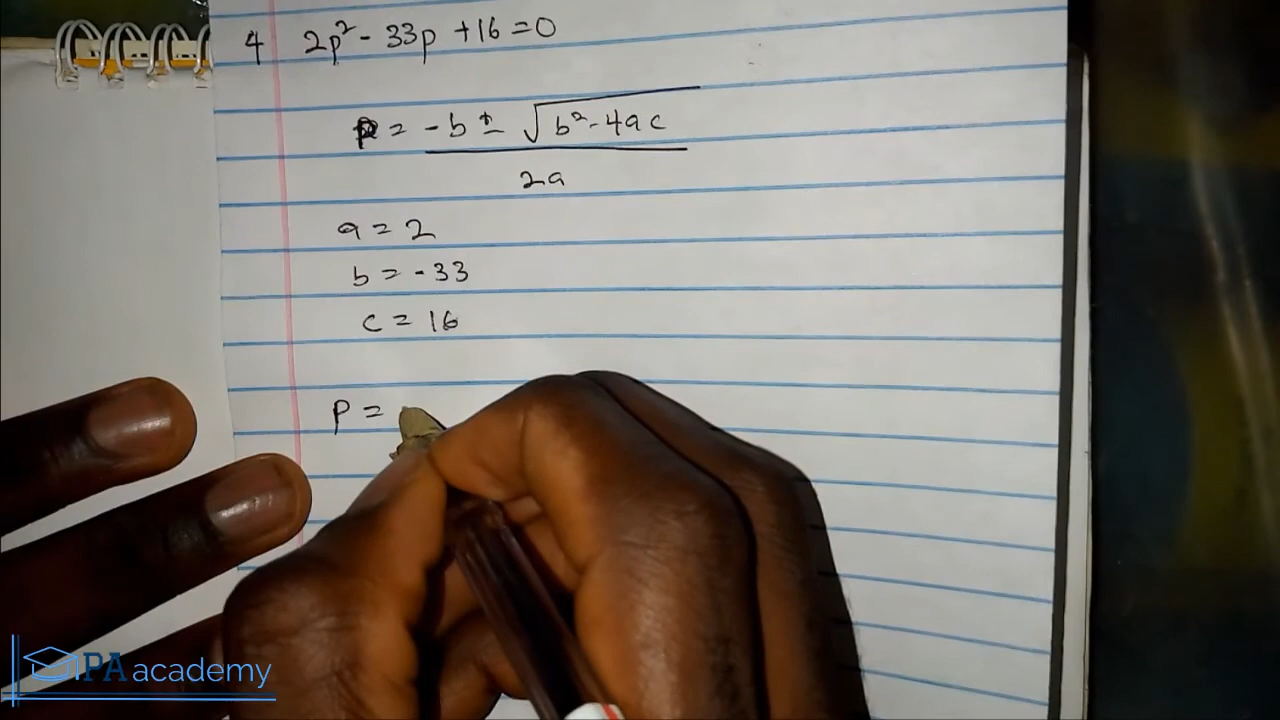 4 2p² - 33p + 16 = 0
p = -b ± √b² - 4ac
2a
a = 2
b = -33
c = 16
P =
PA academy